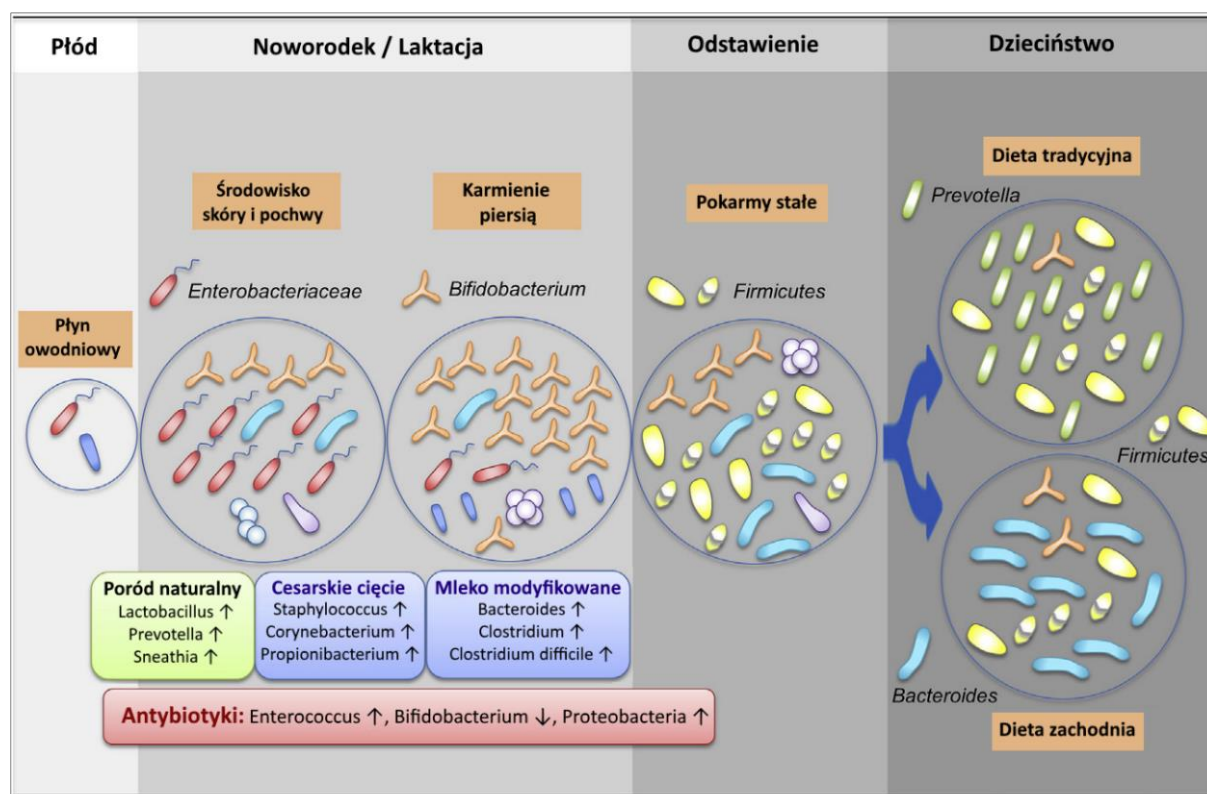 Płód
Noworodek / Laktacja
Odstawienie
Dzieciństwo
Płyn
owodniowy
Środowisko
skóry i pochwy
Enterobacteriaceae
Karmienie
piersią
Bifidobacterium
Pokarmy stałe
Firmicutes
Dieta tradycyjna
Prevotella
Firmicutes
Bacteroides
Dieta zachodnia
Poród naturalny
Lactobacillus ↑
Prevotella ↑
Sneathia ↑
Cesarskie cięcie
Staphylococcus ↑
Corynebacterium ↑
Propionibacterium ↑
Mleko modyfikowane
Bacteroides ↑
Clostridium ↑
Clostridium difficile ↑
Antybiotyki: Enterococcus ↑, Bifidobacterium ↓, Proteobacteria ↑